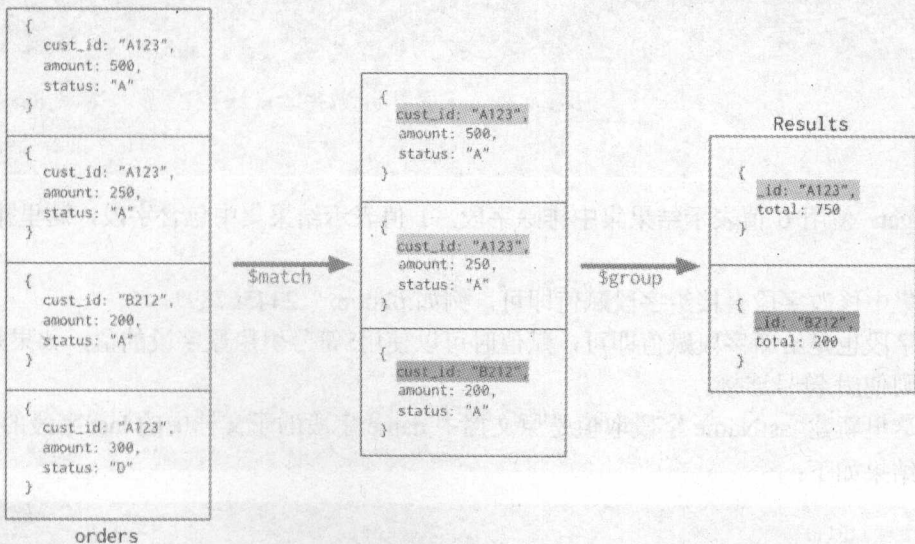 {
cust_id: "A123",
amount: 500,
status: "A"
}
{
cust_id: "A123",
amount: 250,
status: "A"
}
{
cust_id: "B212",
amount: 200,
status: "A"
}
{
cust_id: "A123",
amount: 300,
status: "D"
}
orders
$match
{
cust_id: "A123",
amount: 500,
status: "A"
}
{
cust_id: "A123",
amount: 250,
status: "A"
}
{
cust_id: "B212",
amount: 200,
status: "A"
}
$group
Results
{
_id: "A123",
total: 750
}
{
_id: "B212",
total: 200
}